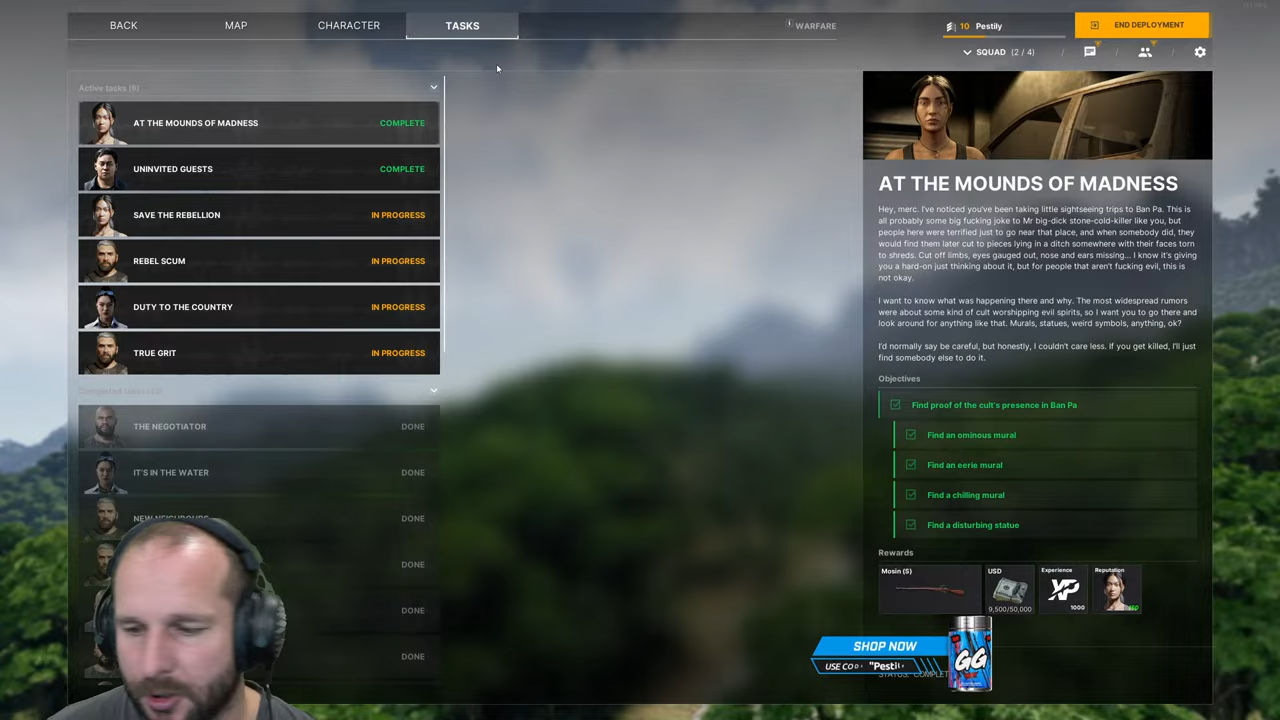 BACK
MAP
CHARACTER
TASKS
WARFARE
10 Pestily
END DEPLOYMENT
SQUAD (2 / 4)
Active tasks (6)
AT THE MOUNDS OF MADNESS COMPLETE
UNINVITED GUESTS COMPLETE
SAVE THE REBELLION IN PROGRESS
REBEL SCUM IN PROGRESS
DUTY TO THE COUNTRY IN PROGRESS
TRUE GRIT IN PROGRESS
Completed tasks
THE NEGOTIATOR DONE
IT'S IN THE WATER DONE
NEW NEIGHBOURS DONE
DONE
DONE
DONE
AT THE MOUNDS OF MADNESS
Hey, merc. I've noticed you've been taking little sightseeing trips to Ban Pa. This is
all probably some big fucking joke to Mr big-dick stone-cold-killer like you, but
people here were terrified just to go near that place, and when somebody did, they
would find them later cut to pieces lying in a ditch somewhere with their faces torn
to shreds. Cut off limbs, eyes gauged out, nose and ears missing... I know it's giving
you a hard-on just thinking about it, but for people that aren't fucking evil, this is
not okay.
I want to know what was happening there and why. The most widespread rumors
were about some kind of cult worshipping evil spirits, so I want you to go there and
look around for anything like that. Murals, statues, weird symbols, anything, ok?
I'd normally say be careful, but honestly, I couldn't care less. If you get killed, I'll just
find somebody else to do it.
Objectives
Find proof of the cult's presence in Ban Pa
Find an ominous mural
Find an eerie mural
Find a chilling mural
Find a disturbing statue
Rewards
Mosin (S)
USD
9,500/50,000
Experience
XP
1000
Reputation
SHOP NOW
USE COD "Pestil
GG
STATUS: COMPLET